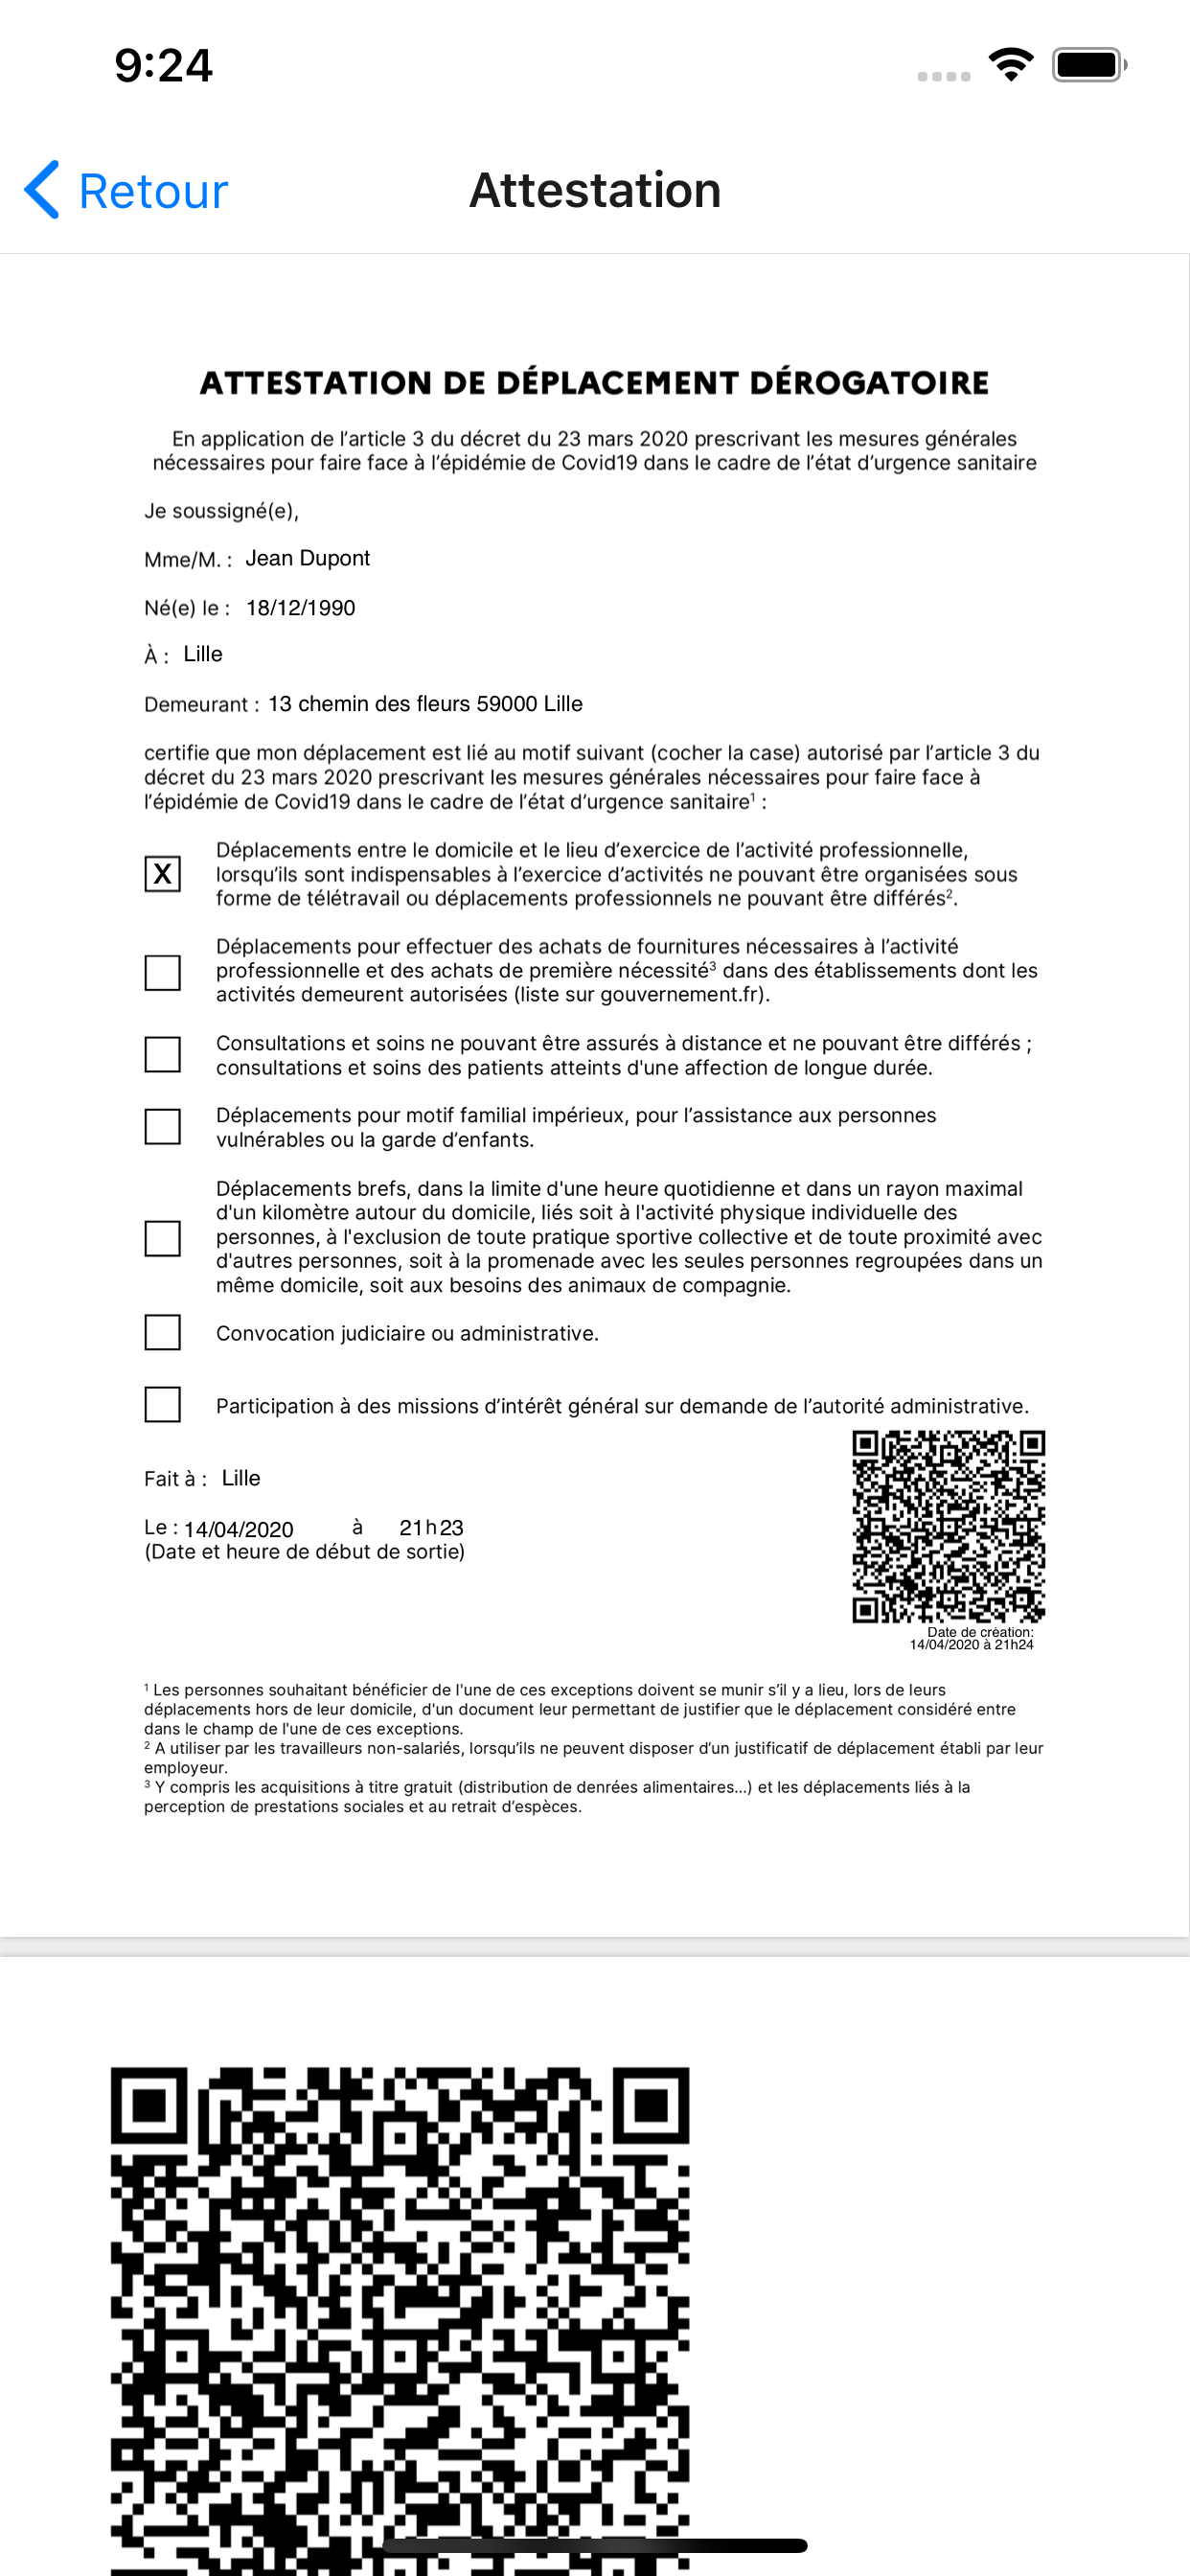 9:24
Retour
Attestation
ATTESTATION DE DÉPLACEMENT DÉROGATOIRE
En application de l’article 3 du décret du 23 mars 2020 prescrivant les mesures générales
nécessaires pour faire face à l’épidémie de Covid19 dans le cadre de l’état d’urgence sanitaire
Je soussigné(e),
Mme/M. : Jean Dupont
Né(e) le : 18/12/1990
À : Lille
Demeurant : 13 chemin des fleurs 59000 Lille
certifie que mon déplacement est lié au motif suivant (cocher la case) autorisé par l’article 3 du
décret du 23 mars 2020 prescrivant les mesures générales nécessaires pour faire face à
l’épidémie de Covid19 dans le cadre de l’état d’urgence sanitaire¹ :
X Déplacements entre le domicile et le lieu d’exercice de l’activité professionnelle,
lorsqu’ils sont indispensables à l’exercice d’activités ne pouvant être organisées sous
forme de télétravail ou déplacements professionnels ne pouvant être différés².
Déplacements pour effectuer des achats de fournitures nécessaires à l’activité
professionnelle et des achats de première nécessité³ dans des établissements dont les
activités demeurent autorisées (liste sur gouvernement.fr).
Consultations et soins ne pouvant être assurés à distance et ne pouvant être différés ;
consultations et soins des patients atteints d'une affection de longue durée.
Déplacements pour motif familial impérieux, pour l’assistance aux personnes
vulnérables ou la garde d’enfants.
Déplacements brefs, dans la limite d'une heure quotidienne et dans un rayon maximal
d'un kilomètre autour du domicile, liés soit à l'activité physique individuelle des
personnes, à l'exclusion de toute pratique sportive collective et de toute proximité avec
d'autres personnes, soit à la promenade avec les seules personnes regroupées dans un
même domicile, soit aux besoins des animaux de compagnie.
Convocation judiciaire ou administrative.
Participation à des missions d’intérêt général sur demande de l’autorité administrative.
Fait à : Lille
Le : 14/04/2020 à 21h23
(Date et heure de début de sortie)
Date de création:
14/04/2020 à 21h24
¹ Les personnes souhaitant bénéficier de l'une de ces exceptions doivent se munir s’il y a lieu, lors de leurs
déplacements hors de leur domicile, d'un document leur permettant de justifier que le déplacement considéré entre
dans le champ de l'une de ces exceptions.
² A utiliser par les travailleurs non-salariés, lorsqu’ils ne peuvent disposer d’un justificatif de déplacement établi par leur
employeur.
³ Y compris les acquisitions à titre gratuit (distribution de denrées alimentaires...) et les déplacements liés à la
perception de prestations sociales et au retrait d’espèces.